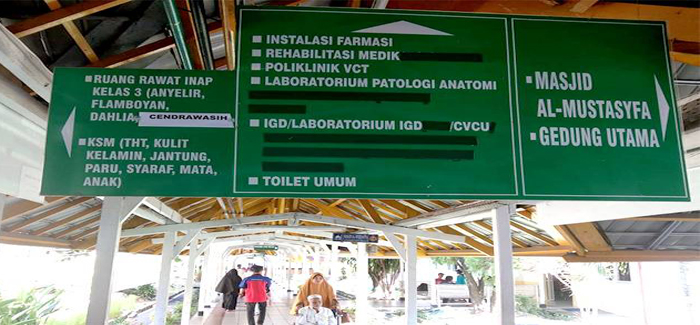 RUANG RAWAT INAP
KELAS 3 (ANYELIR,
FLAMBOYAN,
DAHLIA, CENDRAWASIH
KSM (THT, KULIT
KELAMIN, JANTUNG,
PARU, SYARAF, MATA,
ANAK)
INSTALASI FARMASI
REHABILITASI MEDIK
POLIKLINIK VCT
LABORATORIUM PATOLOGI ANATOMI
IGD/LABORATORIUM IGD /CVCU
TOILET UMUM
MASJID
AL-MUSTASYFA
GEDUNG UTAMA